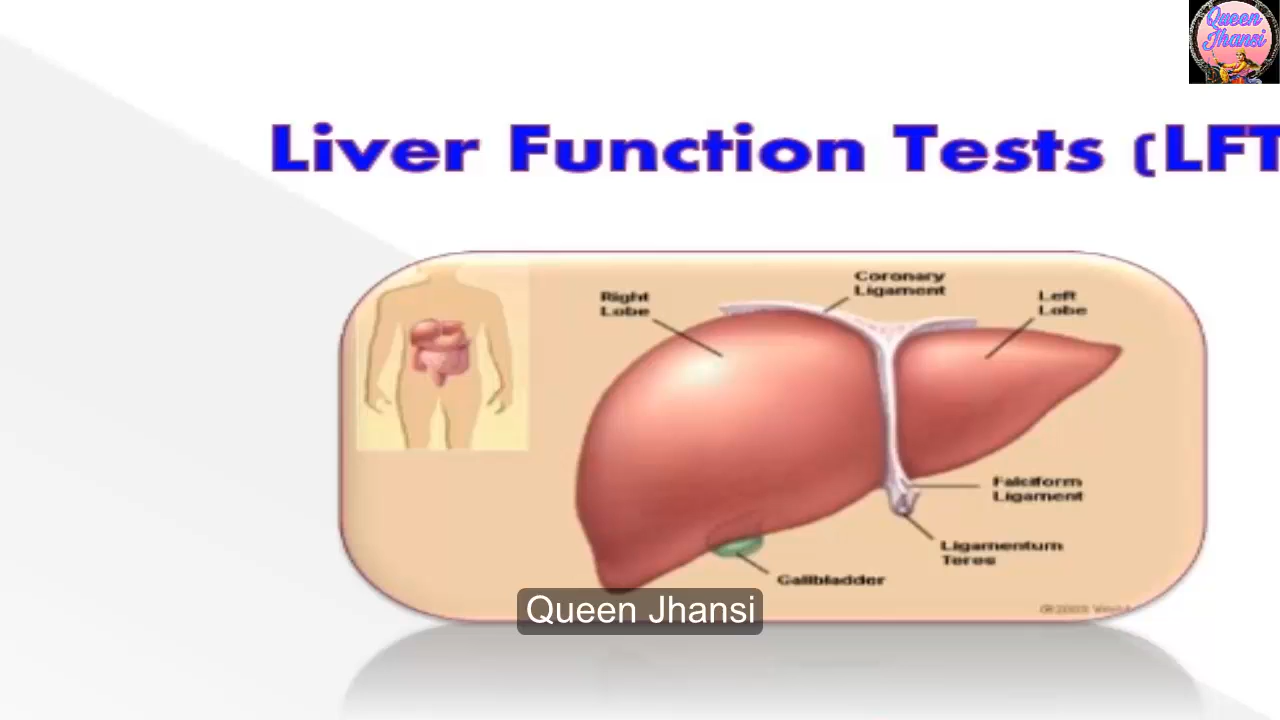 Queen
Jhansi
Liver Function Tests (LFT
Coronary
Ligament
Right
Lobe
Left
Lobe
Falciform
Ligament
Ligamentum
Teres
Gallbladder
Queen Jhansi